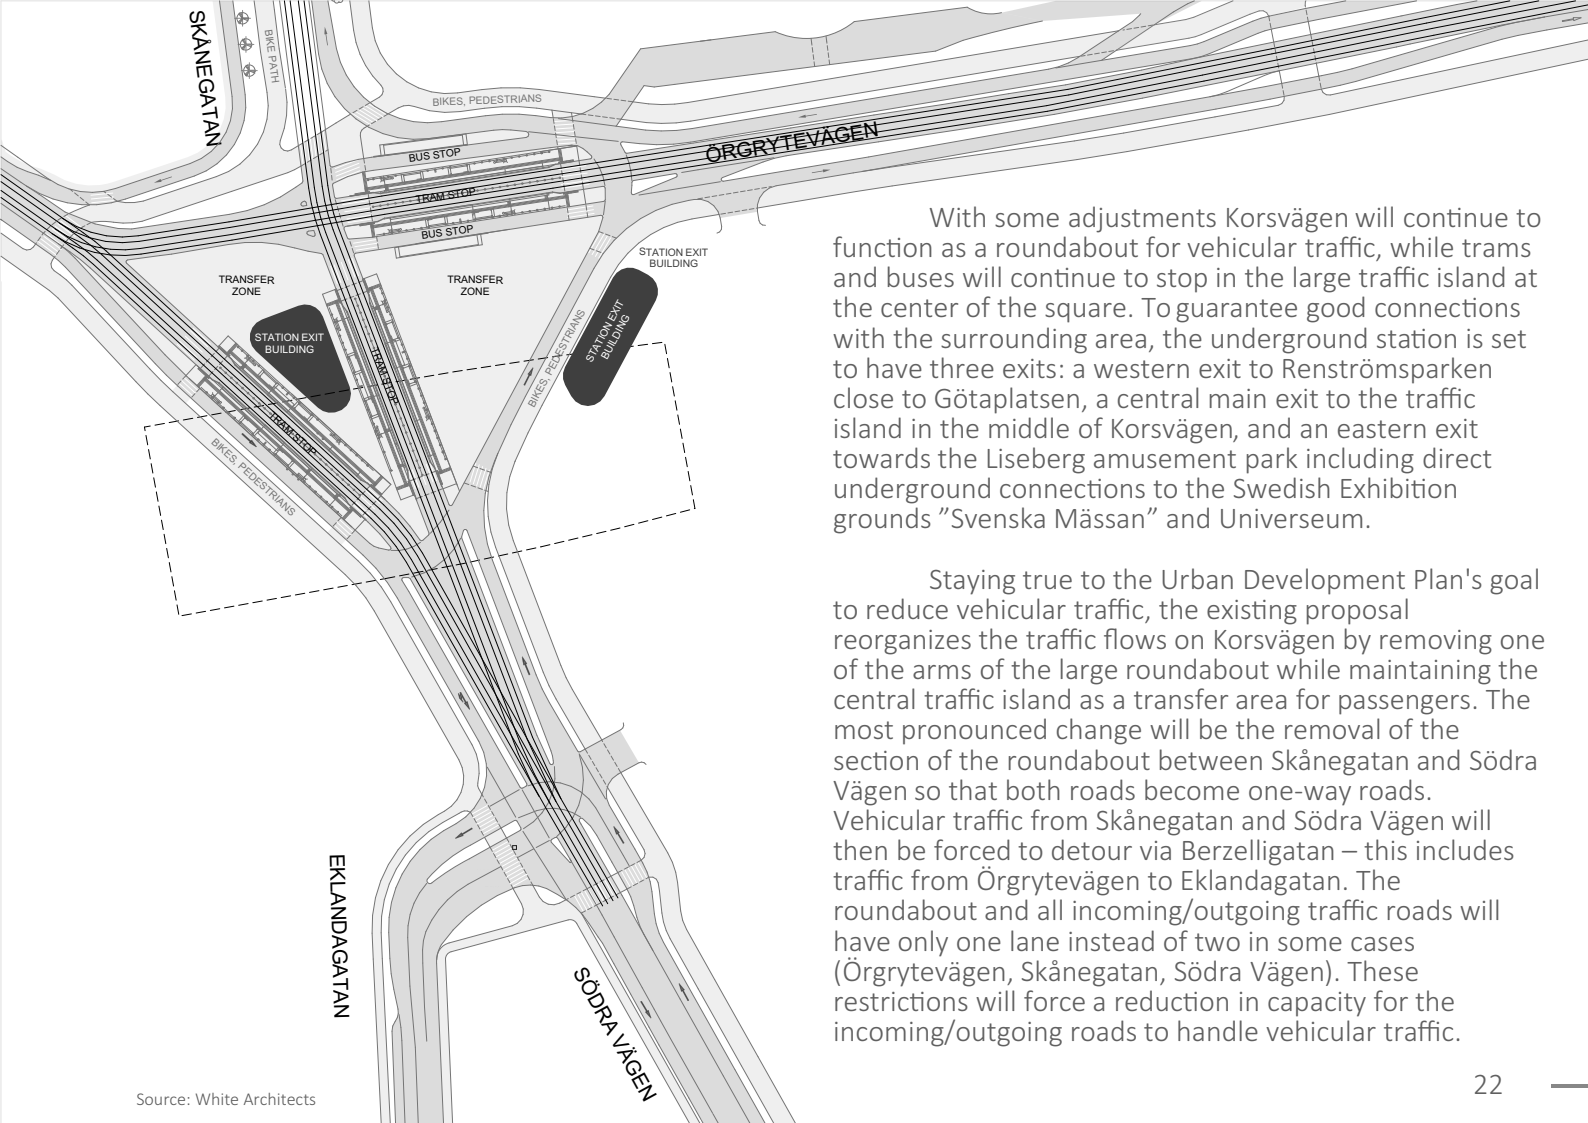 SKÅNEGATAN
BIKE PATH
BIKES, PEDESTRIANS
BUS STOP
TRAM STOP
BUS STOP
ÖRGRYTEVÄGEN
TRANSFER
ZONE
TRANSFER
ZONE
STATION EXIT
BUILDING
STATION EXIT
BUILDING
STATION EXIT
BUILDING
TRAM STOP
TRAM STOP
BIKES, PEDESTRIANS
BIKES, PEDESTRIANS
EKLANDAGATAN
SÖDRA VÄGEN
Source: White Architects
With some adjustments Korsvägen will continue to
function as a roundabout for vehicular traffic, while trams
and buses will continue to stop in the large traffic island at
the center of the square. To guarantee good connections
with the surrounding area, the underground station is set
to have three exits: a western exit to Renströmsparken
close to Götaplatsen, a central main exit to the traffic
island in the middle of Korsvägen, and an eastern exit
towards the Liseberg amusement park including direct
underground connections to the Swedish Exhibition
grounds ”Svenska Mässan” and Universeum.
Staying true to the Urban Development Plan's goal
to reduce vehicular traffic, the existing proposal
reorganizes the traffic flows on Korsvägen by removing one
of the arms of the large roundabout while maintaining the
central traffic island as a transfer area for passengers. The
most pronounced change will be the removal of the
section of the roundabout between Skånegatan and Södra
Vägen so that both roads become one-way roads.
Vehicular traffic from Skånegatan and Södra Vägen will
then be forced to detour via Berzelligatan – this includes
traffic from Örgrytevägen to Eklandagatan. The
roundabout and all incoming/outgoing traffic roads will
have only one lane instead of two in some cases
(Örgrytevägen, Skånegatan, Södra Vägen). These
restrictions will force a reduction in capacity for the
incoming/outgoing roads to handle vehicular traffic.
22